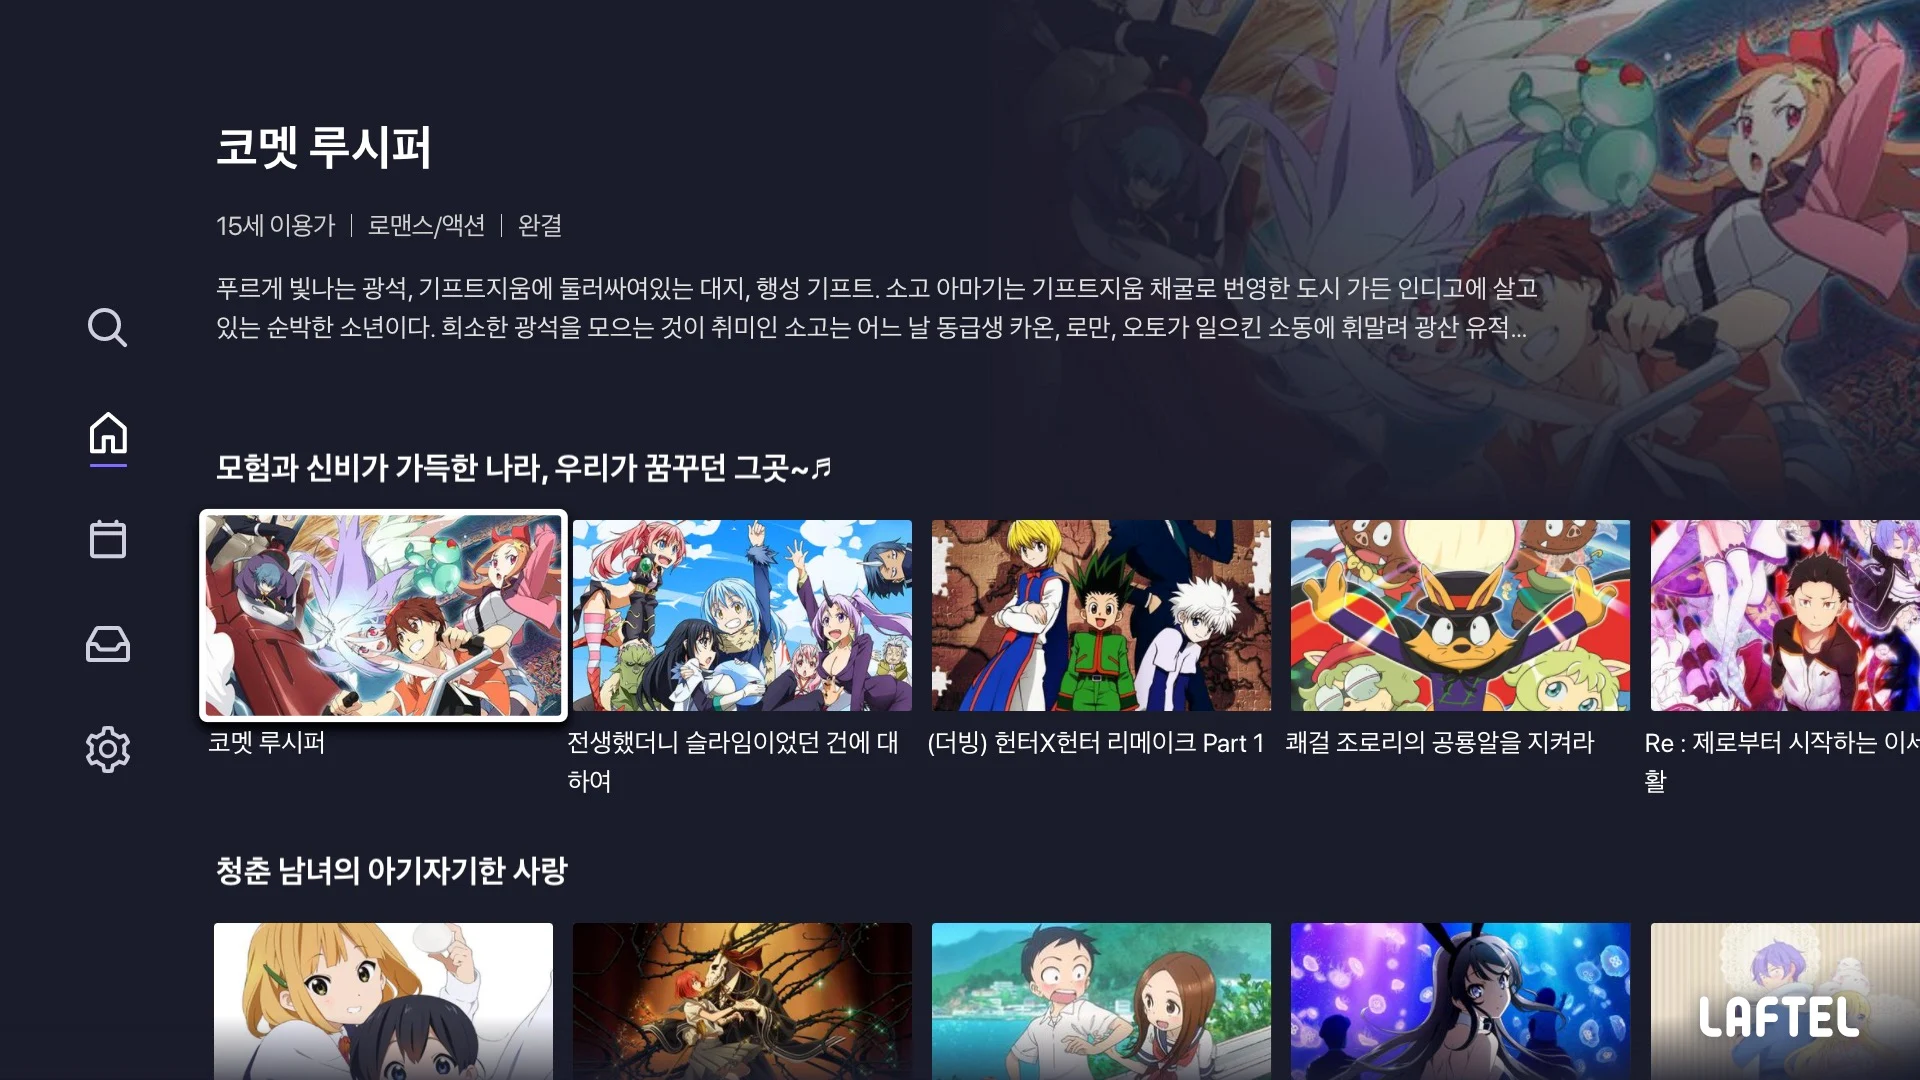 코멧 루시퍼
15세 이용가 | 로맨스/액션 | 완결
푸르게 빛나는 광석, 기프트지움에 둘러싸여있는 대지, 행성 기프트. 소고 아마기는 기프트지움 채굴로 번영한 도시 가든 인디고에 살고
있는 순박한 소년이다. 희소한 광석을 모으는 것이 취미인 소고는 어느 날 동급생 카온, 로만, 오토가 일으킨 소동에 휘말려 광산 유적...
모험과 신비가 가득한 나라, 우리가 꿈꾸던 그곳~♬
코멧 루시퍼
전생했더니 슬라임이었던 건에 대
하여
(더빙) 헌터X헌터 리메이크 Part 1
쾌걸 조로리의 공룡알을 지켜라
Re : 제로부터 시작하는 이세
활
청춘 남녀의 아기자기한 사랑
LAFTEL